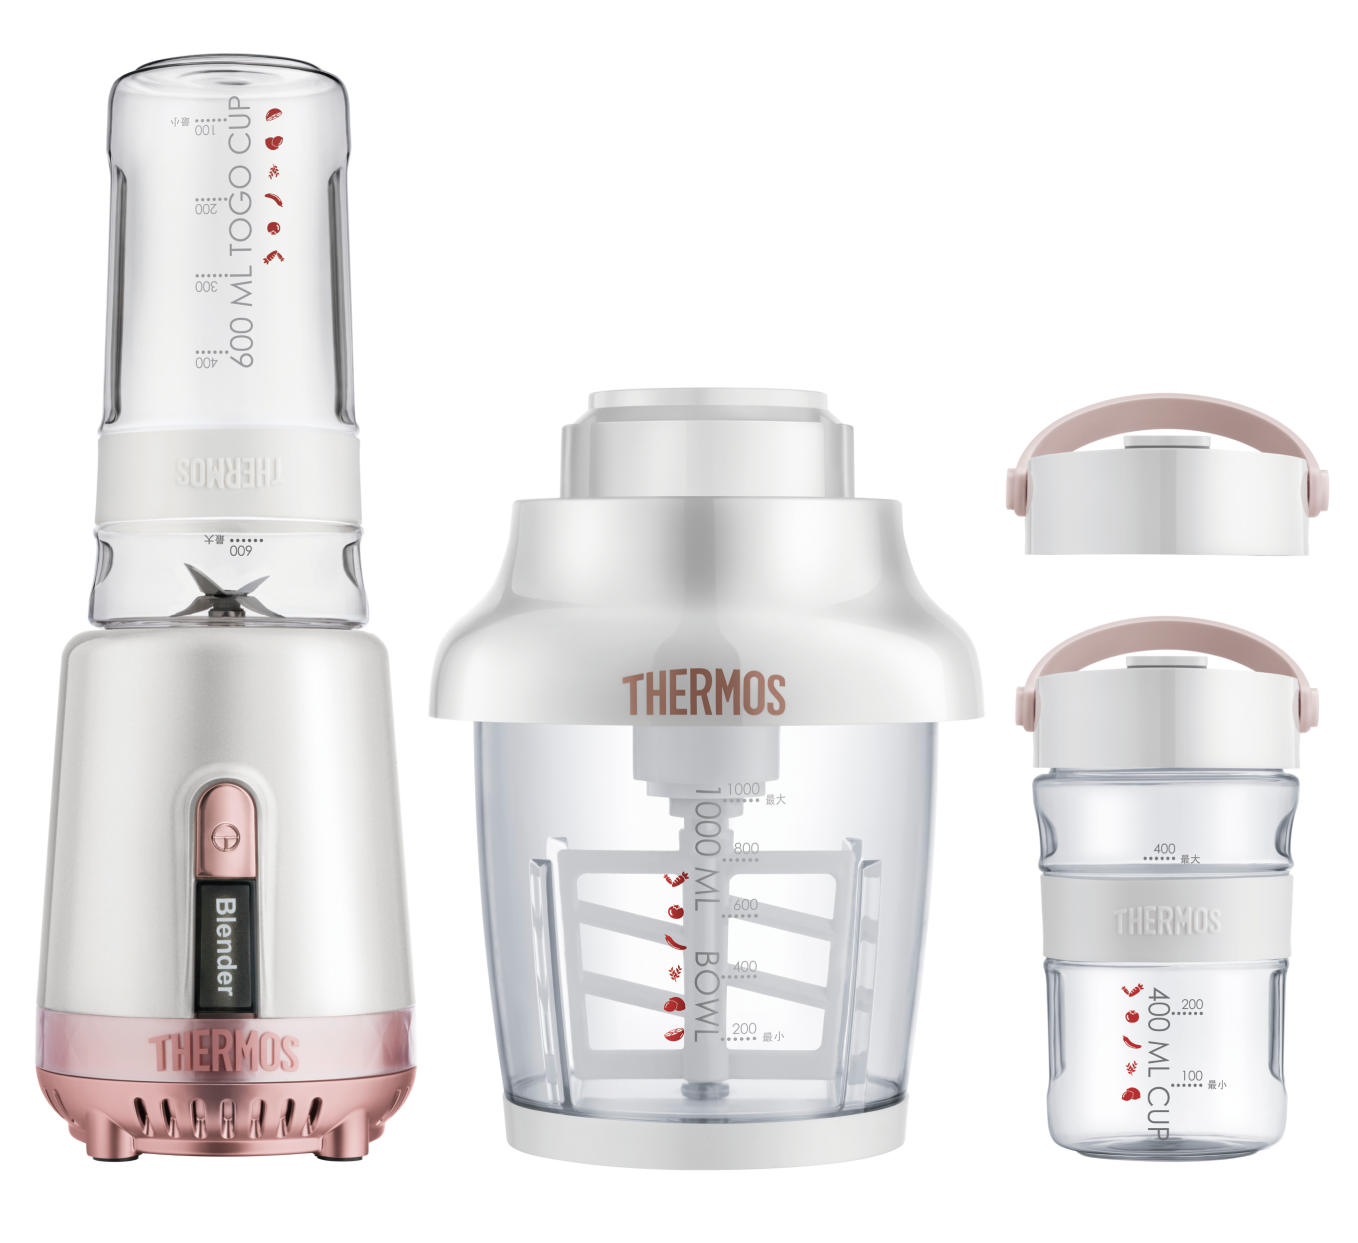 600 ML TOGO CUP
最小
100
200
300
400
THERMOS
最大
600
Blender
THERMOS
THERMOS
1000 ML BOWL
1000 最大
800
600
400
200 最小
400 最大
THERMOS
400 ML CUP
200
100 最小